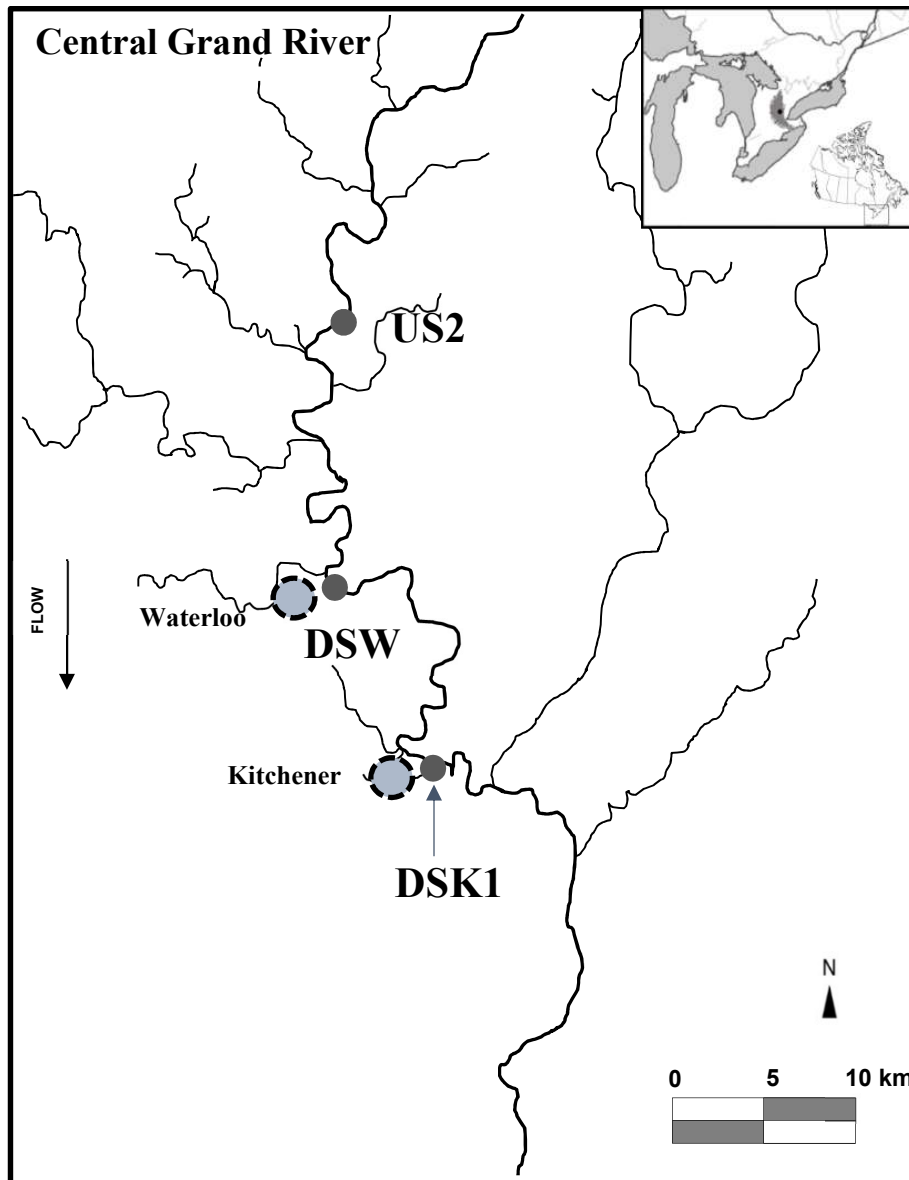 Central Grand River
US2
Waterloo
DSW
FLOW
Kitchener
DSK1
N
0 5 10 km